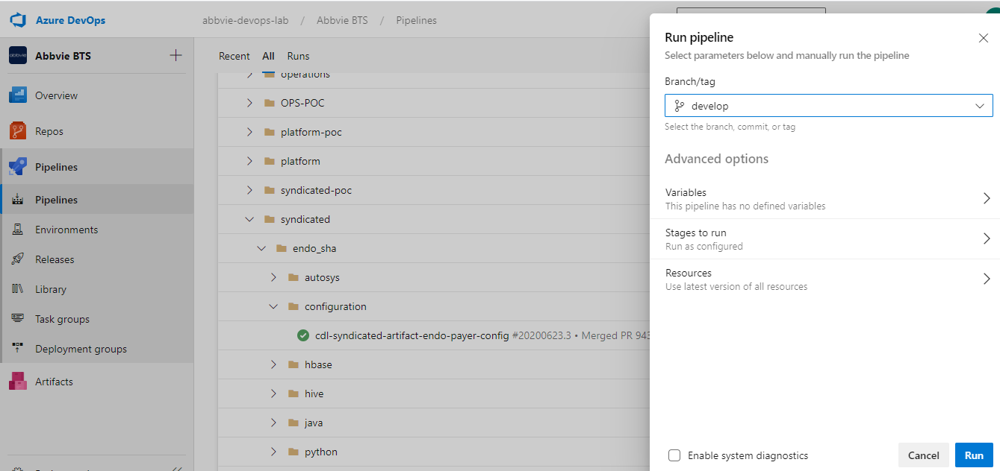 Azure DevOps
abbvie-devops-lab / Abbvie BTS / Pipelines
abbvie
Abbvie BTS
Overview
Repos
Pipelines
Pipelines
Environments
Releases
Library
Task groups
Deployment groups
Artifacts
Recent All Runs
operations
OPS-POC
platform-poc
platform
syndicated-poc
syndicated
endo_sha
autosys
configuration
cdl-syndicated-artifact-endo-payer-config #20200623.3 • Merged PR 943
hbase
hive
java
python
Run pipeline
Select parameters below and manually run the pipeline
Branch/tag
develop
Select the branch, commit, or tag
Advanced options
Variables
This pipeline has no defined variables
Stages to run
Run as configured
Resources
Use latest version of all resources
Enable system diagnostics
Cancel
Run